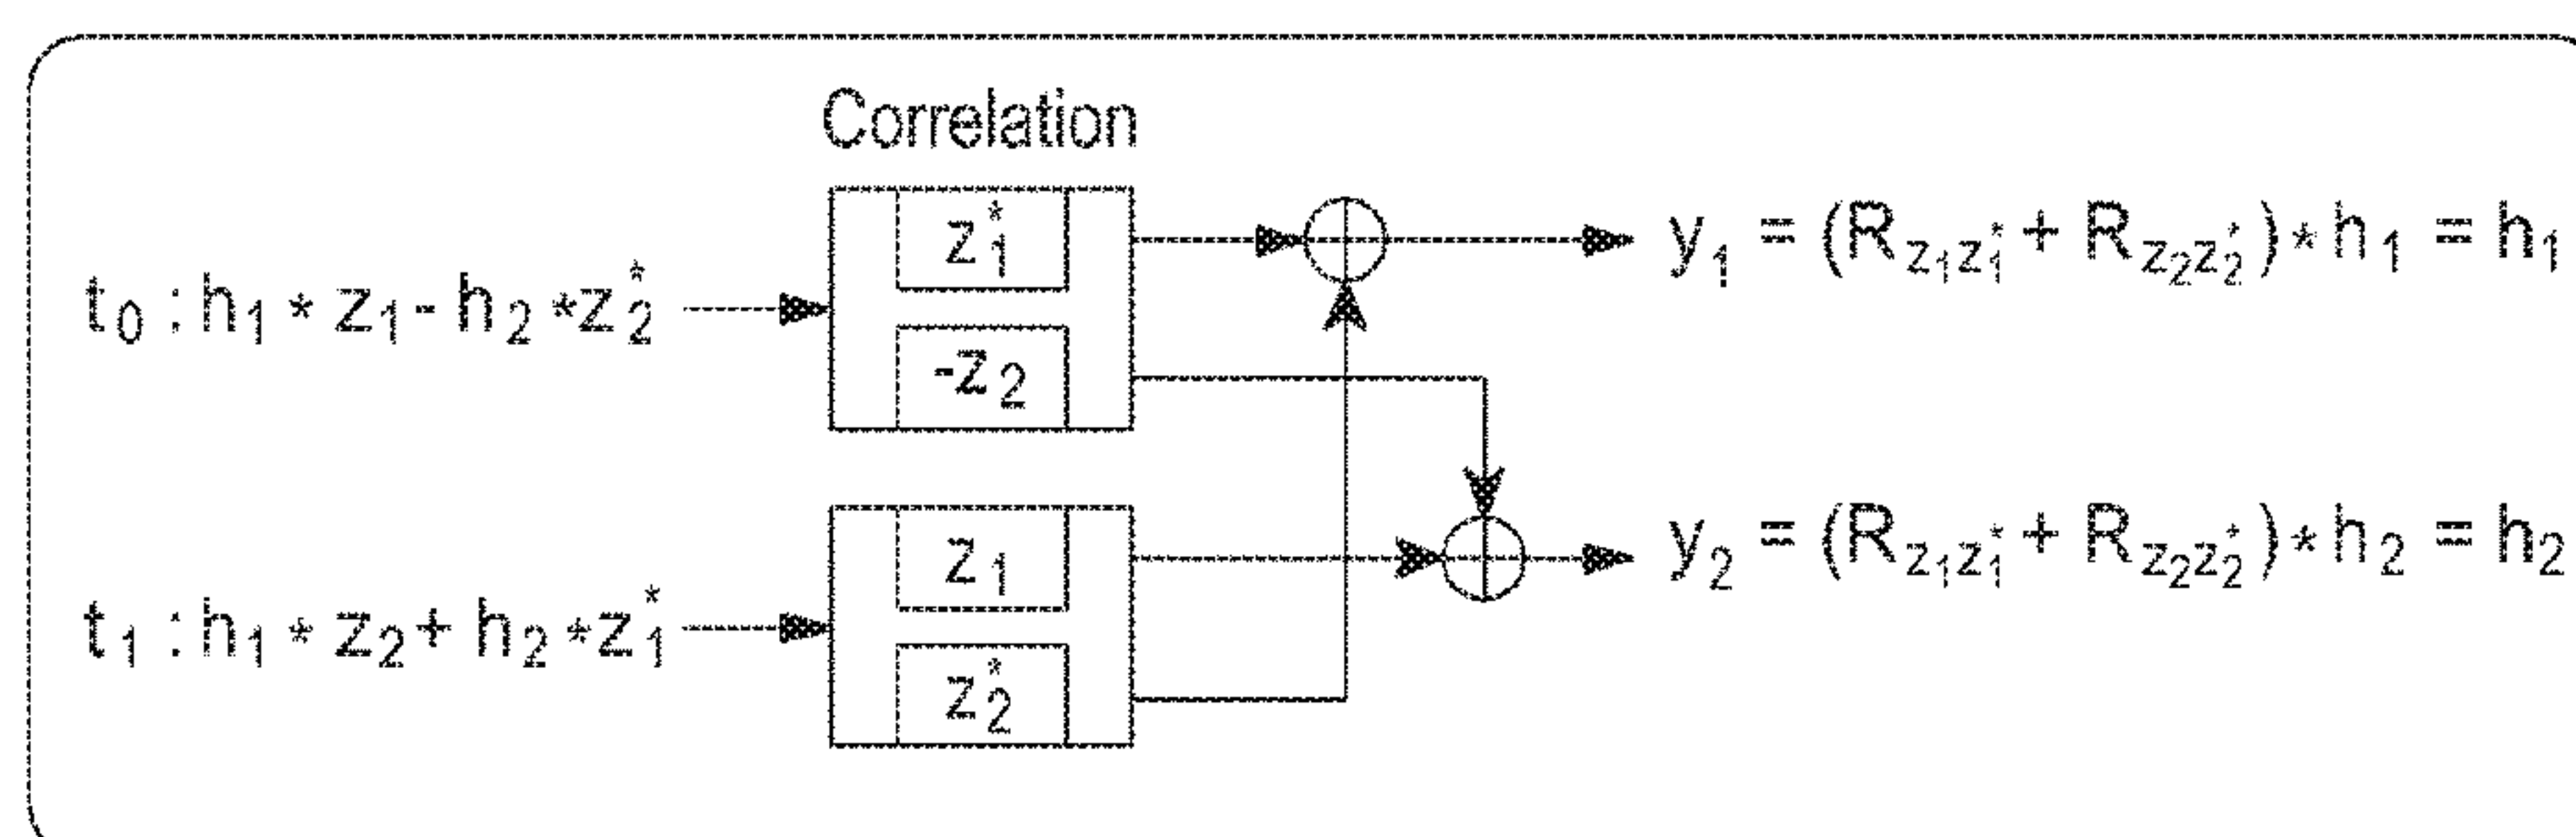 Correlation
z₁*
y₁ = (R_{z₁z₁*} + R_{z₂z₂*}) * h₁ = h₁
t₀ : h₁ * z₁ - h₂ * z₂*
-z₂
z₁
y₂ = (R_{z₁z₁*} + R_{z₂z₂*}) * h₂ = h₂
t₁ : h₁ * z₂ + h₂ * z₁*
z₂*